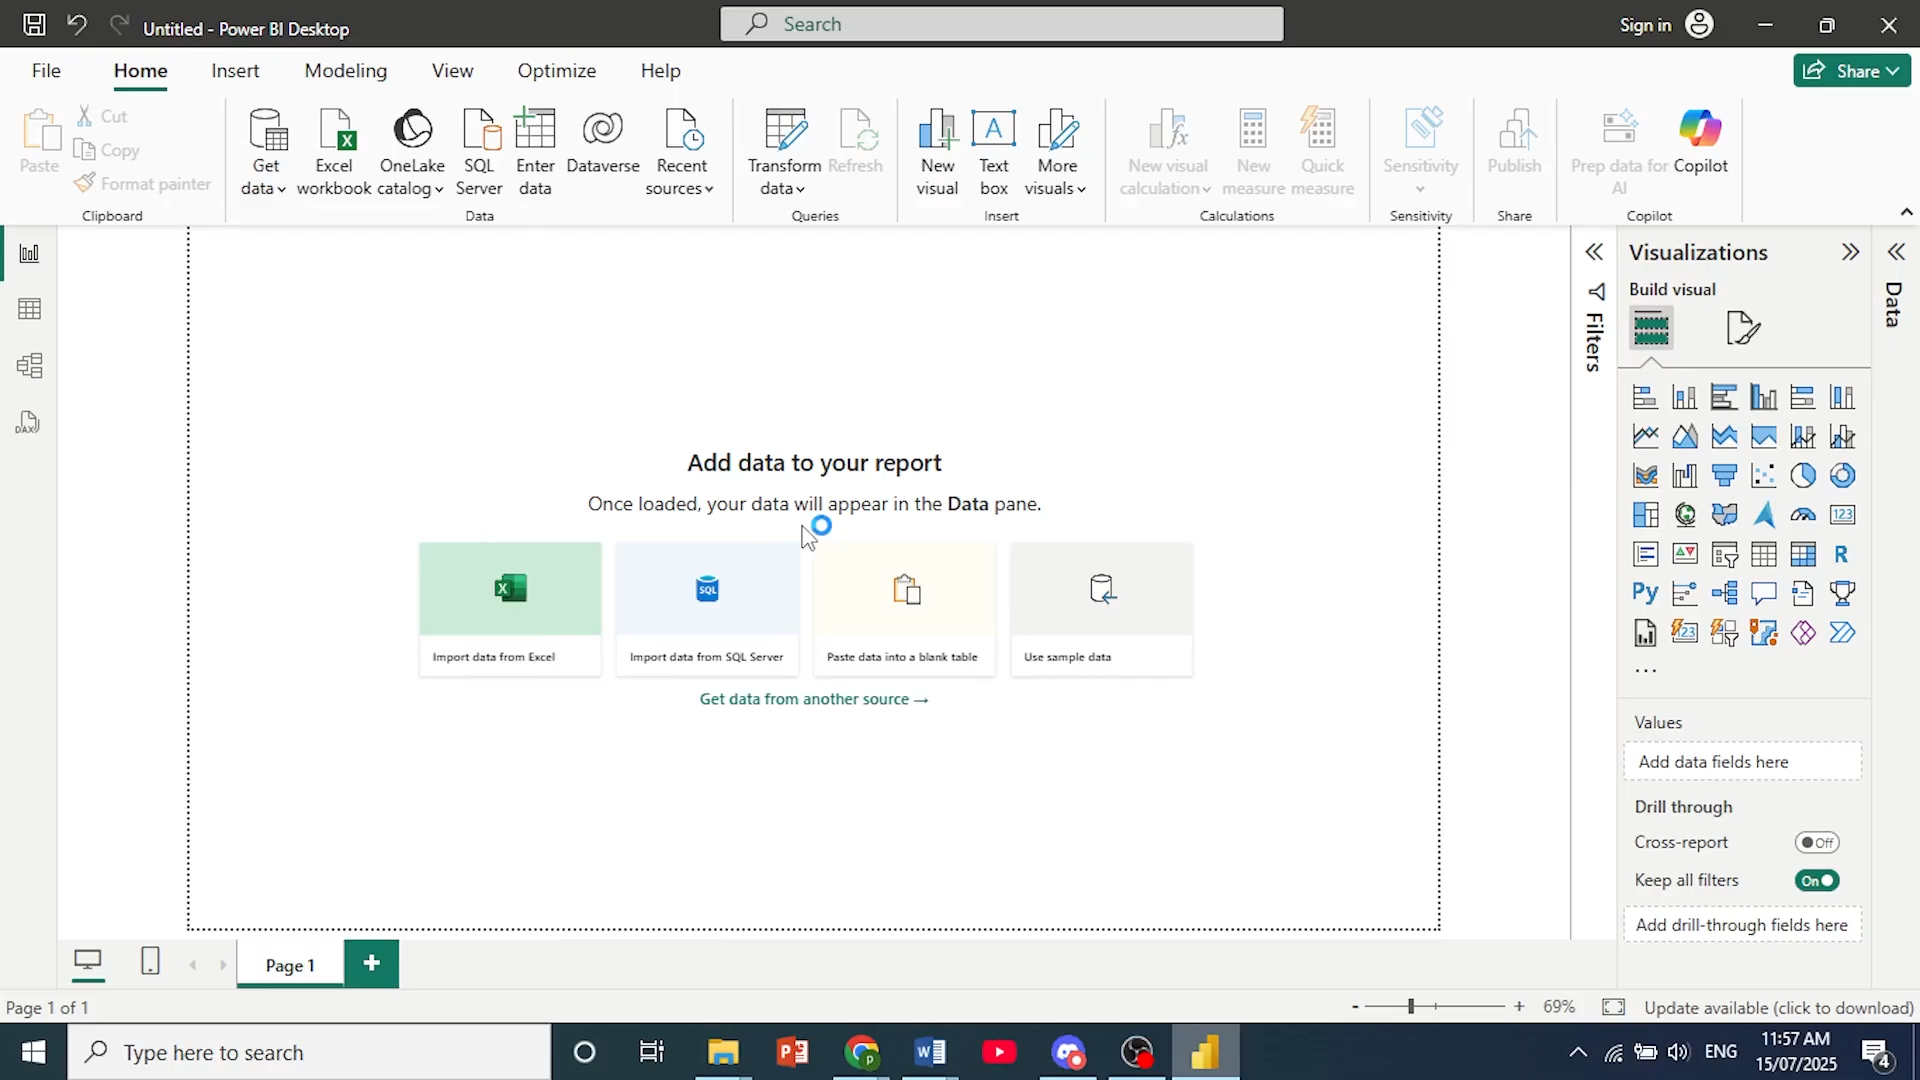 Untitled - Power BI Desktop
Search
Sign in
File
Home
Insert
Modeling
View
Optimize
Help
Share
Paste
Cut
Copy
Format painter
Clipboard
Get data
Excel workbook
OneLake catalog
SQL Server
Enter data
Dataverse
Recent sources
Data
Transform data
Refresh
Queries
New visual
Text box
More visuals
Insert
New visual calculation
New measure
Quick measure
Calculations
Sensitivity
Sensitivity
Publish
Share
Prep data for AI
Copilot
Copilot
DAX
Add data to your report
Once loaded, your data will appear in the Data pane.
SQL
Import data from Excel
Import data from SQL Server
Paste data into a blank table
Use sample data
Get data from another source →
Filters
Visualizations
Build visual
123
R
Py
123
...
Values
Add data fields here
Drill through
Cross-report
Off
Keep all filters
On
Add drill-through fields here
Data
Page 1
+
Page 1 of 1
- + 69%
Update available (click to download)
Type here to search
ENG
11:57 AM
15/07/2025
4